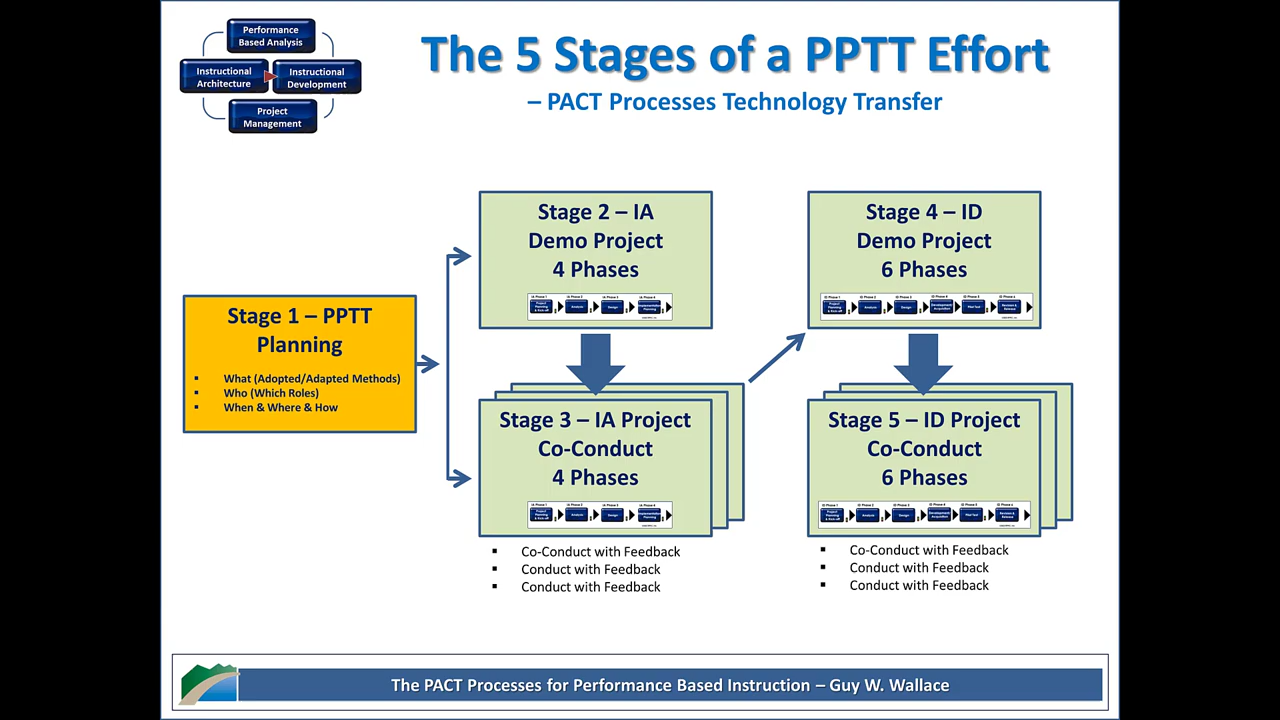 Performance
Based Analysis
Instructional
Architecture
Instructional
Development
Project
Management
The 5 Stages of a PPTT Effort
– PACT Processes Technology Transfer
Stage 1 – PPTT
Planning
▪ What (Adopted/Adapted Methods)
▪ Who (Which Roles)
▪ When & Where & How
Stage 2 – IA
Demo Project
4 Phases
Stage 3 – IA Project
Co-Conduct
4 Phases
▪ Co-Conduct with Feedback
▪ Conduct with Feedback
▪ Conduct with Feedback
Stage 4 – ID
Demo Project
6 Phases
Stage 5 – ID Project
Co-Conduct
6 Phases
▪ Co-Conduct with Feedback
▪ Conduct with Feedback
▪ Conduct with Feedback
The PACT Processes for Performance Based Instruction – Guy W. Wallace